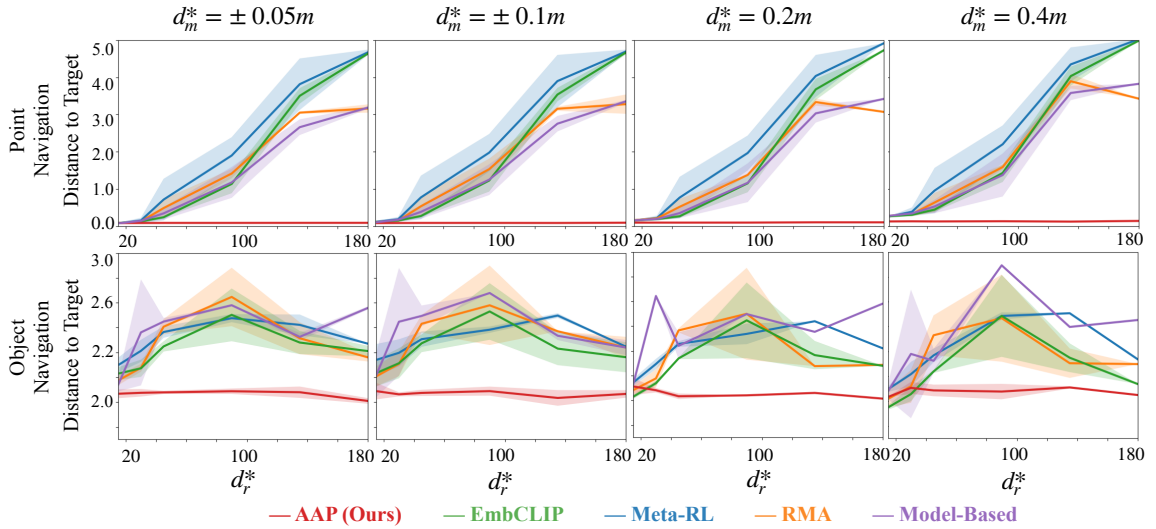 d*m = ± 0.05m d*m = ± 0.1m d*m = 0.2m d*m = 0.4m
Point
Navigation
Distance to Target
5.0
4.0
3.0
2.0
1.0
0.0
20 100 180 20 100 180 20 100 180 20 100 180
Object
Navigation
Distance to Target
3.0
2.6
2.2
2.0
20 100 180 20 100 180 20 100 180 20 100 180
d*r d*r d*r d*r
AAP (Ours) EmbCLIP Meta-RL RMA Model-Based